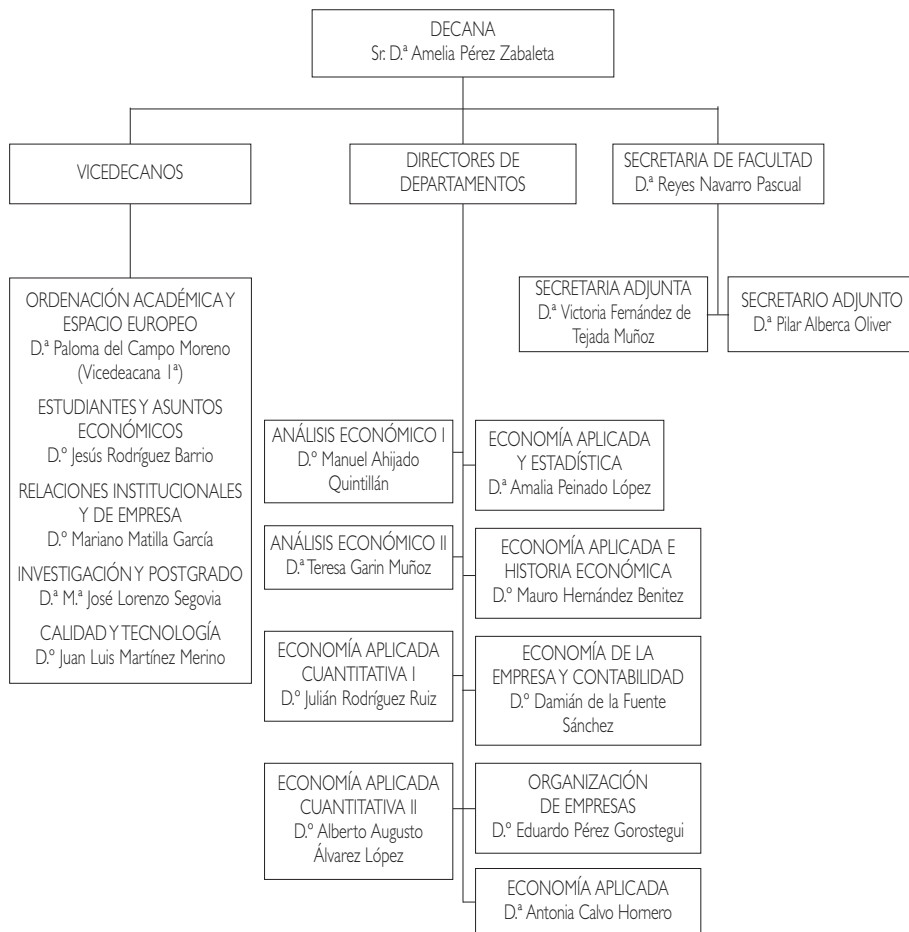 DECANA
Sr. D.ª Amelia Pérez Zabaleta
VICEDECANOS
DIRECTORES DE
DEPARTAMENTOS
SECRETARIA DE FACULTAD
D.ª Reyes Navarro Pascual
ORDENACIÓN ACADÉMICA Y
ESPACIO EUROPEO
D.ª Paloma del Campo Moreno
(Vicedeacana 1ª)
ESTUDIANTES Y ASUNTOS
ECONÓMICOS
D.º Jesús Rodríguez Barrio
RELACIONES INSTITUCIONALES
Y DE EMPRESA
D.º Mariano Matilla García
INVESTIGACIÓN Y POSTGRADO
D.ª M.ª José Lorenzo Segovia
CALIDAD Y TECNOLOGÍA
D.º Juan Luis Martínez Merino
SECRETARIA ADJUNTA
D.ª Victoria Fernández de
Tejada Muñoz
SECRETARIO ADJUNTO
D.ª Pilar Alberca Oliver
ANÁLISIS ECONÓMICO I
D.º Manuel Ahijado
Quintillán
ECONOMÍA APLICADA
Y ESTADÍSTICA
D.ª Amalia Peinado López
ANÁLISIS ECONÓMICO II
D.ª Teresa Garin Muñoz
ECONOMÍA APLICADA E
HISTORIA ECONÓMICA
D.º Mauro Hernández Benitez
ECONOMÍA APLICADA
CUANTITATIVA I
D.º Julián Rodríguez Ruiz
ECONOMÍA DE LA
EMPRESA Y CONTABILIDAD
D.º Damián de la Fuente
Sánchez
ECONOMÍA APLICADA
CUANTITATIVA II
D.º Alberto Augusto
Álvarez López
ORGANIZACIÓN
DE EMPRESAS
D.º Eduardo Pérez Gorostegui
ECONOMÍA APLICADA
D.ª Antonia Calvo Hornero